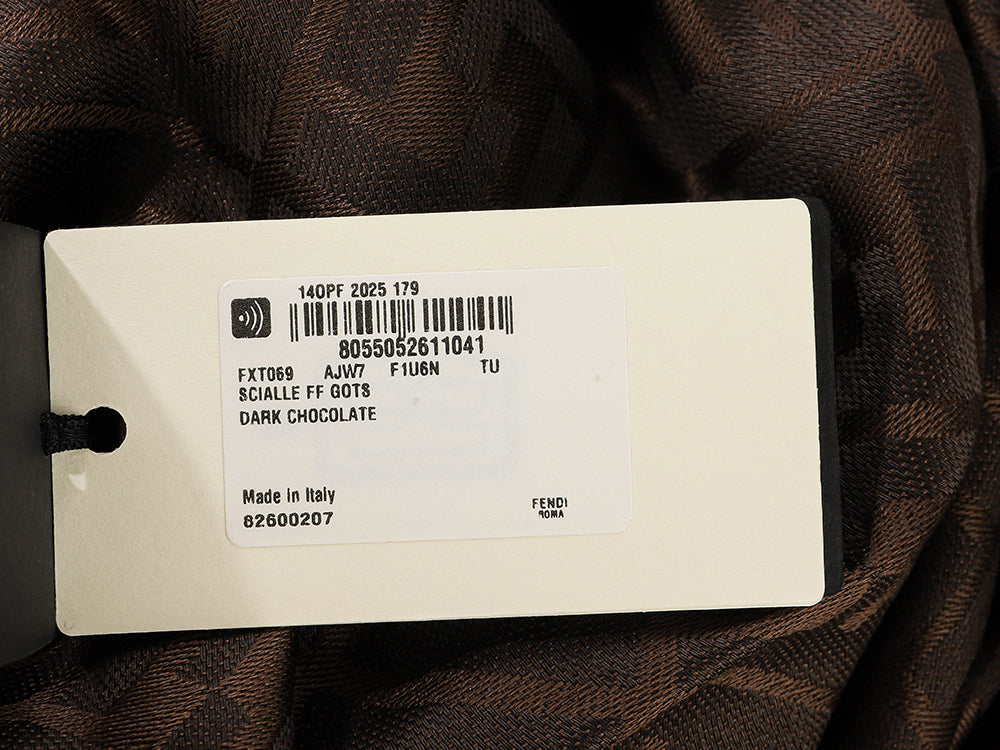 140PF 2025 179
8055052611041
FXT069 AJW7 F1U6N TU
SCIALLE FF GOTS
DARK CHOCOLATE
Made in Italy
82600207
FENDI
ROMA